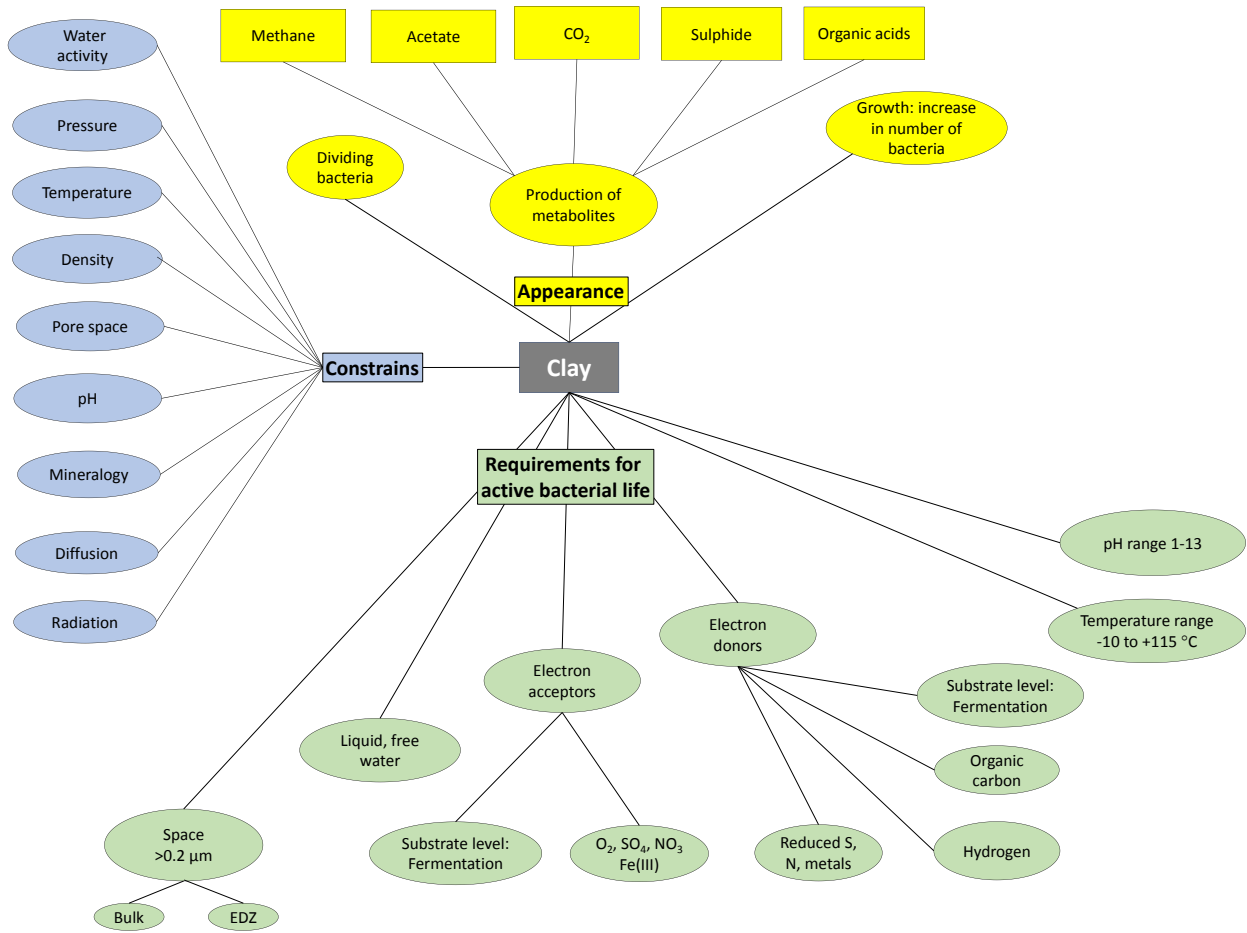 Water
activity
Methane
Acetate
CO₂
Sulphide
Organic acids
Pressure
Growth: increase
in number of
bacteria
Dividing
bacteria
Temperature
Production of
metabolites
Density
Appearance
Pore space
Constrains
Clay
pH
Mineralogy
Requirements for
active bacterial life
Diffusion
pH range 1-13
Radiation
Temperature range
-10 to +115 °C
Electron
donors
Electron
acceptors
Substrate level:
Fermentation
Liquid, free
water
Organic
carbon
Space
>0.2 µm
Substrate level:
Fermentation
O₂, SO₄, NO₃
Fe(III)
Reduced S,
N, metals
Hydrogen
Bulk
EDZ